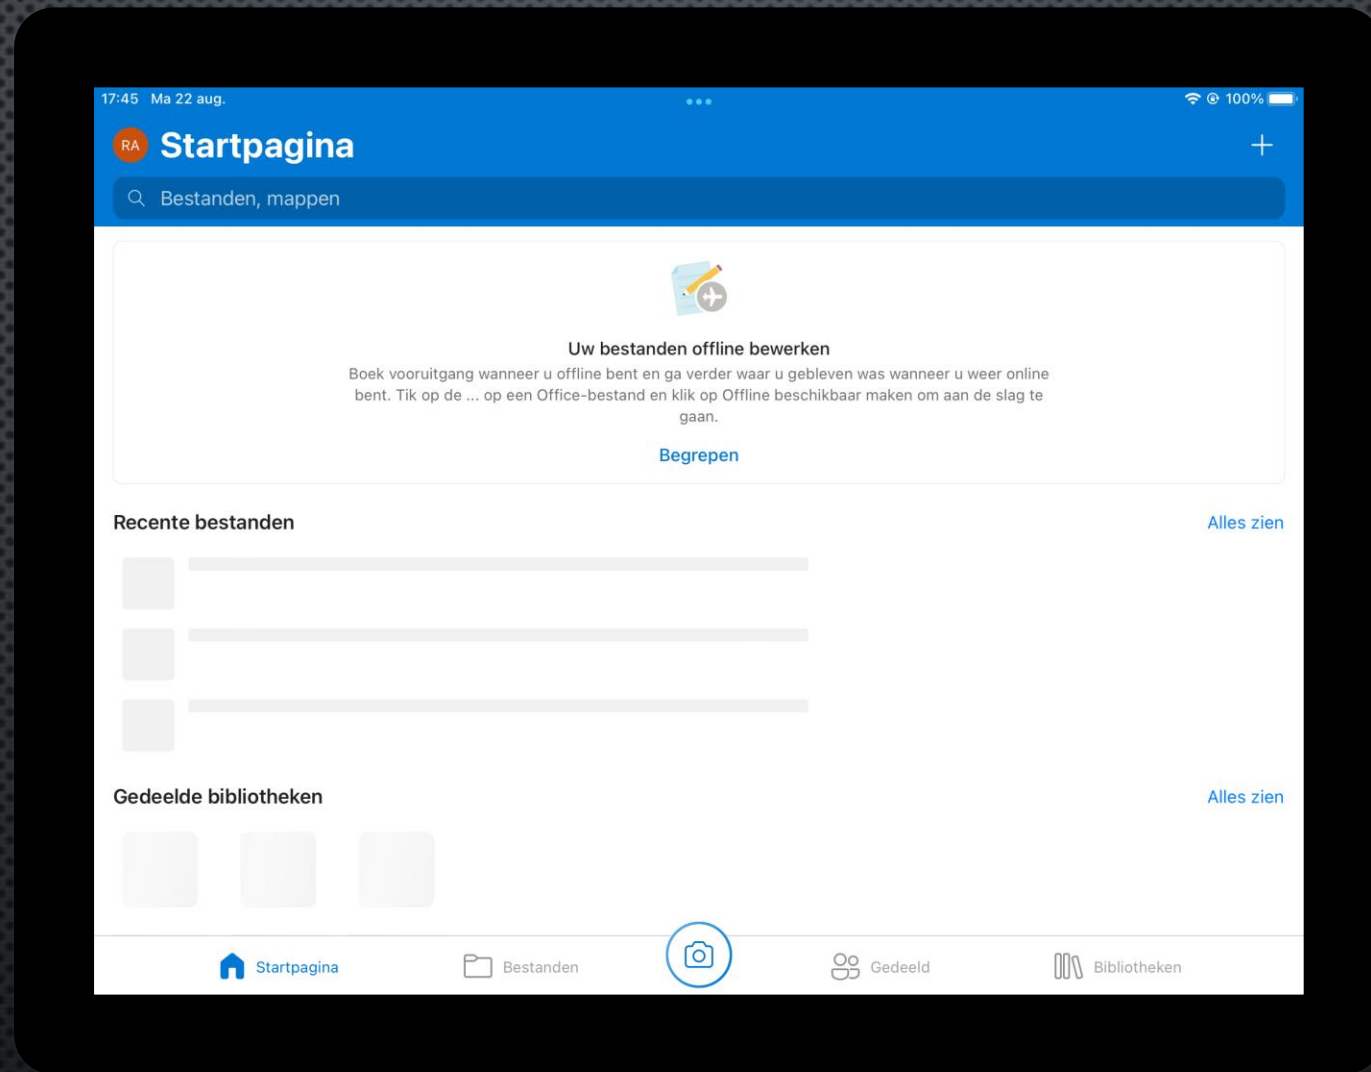 17:45 Ma 22 aug.
100%
RA Startpagina
Bestanden, mappen
Uw bestanden offline bewerken
Boek vooruitgang wanneer u offline bent en ga verder waar u gebleven was wanneer u weer online
bent. Tik op de ... op een Office-bestand en klik op Offline beschikbaar maken om aan de slag te
gaan.
Begrepen
Recente bestanden
Alles zien
Gedeelde bibliotheken
Alles zien
Startpagina
Bestanden
Gedeeld
Bibliotheken